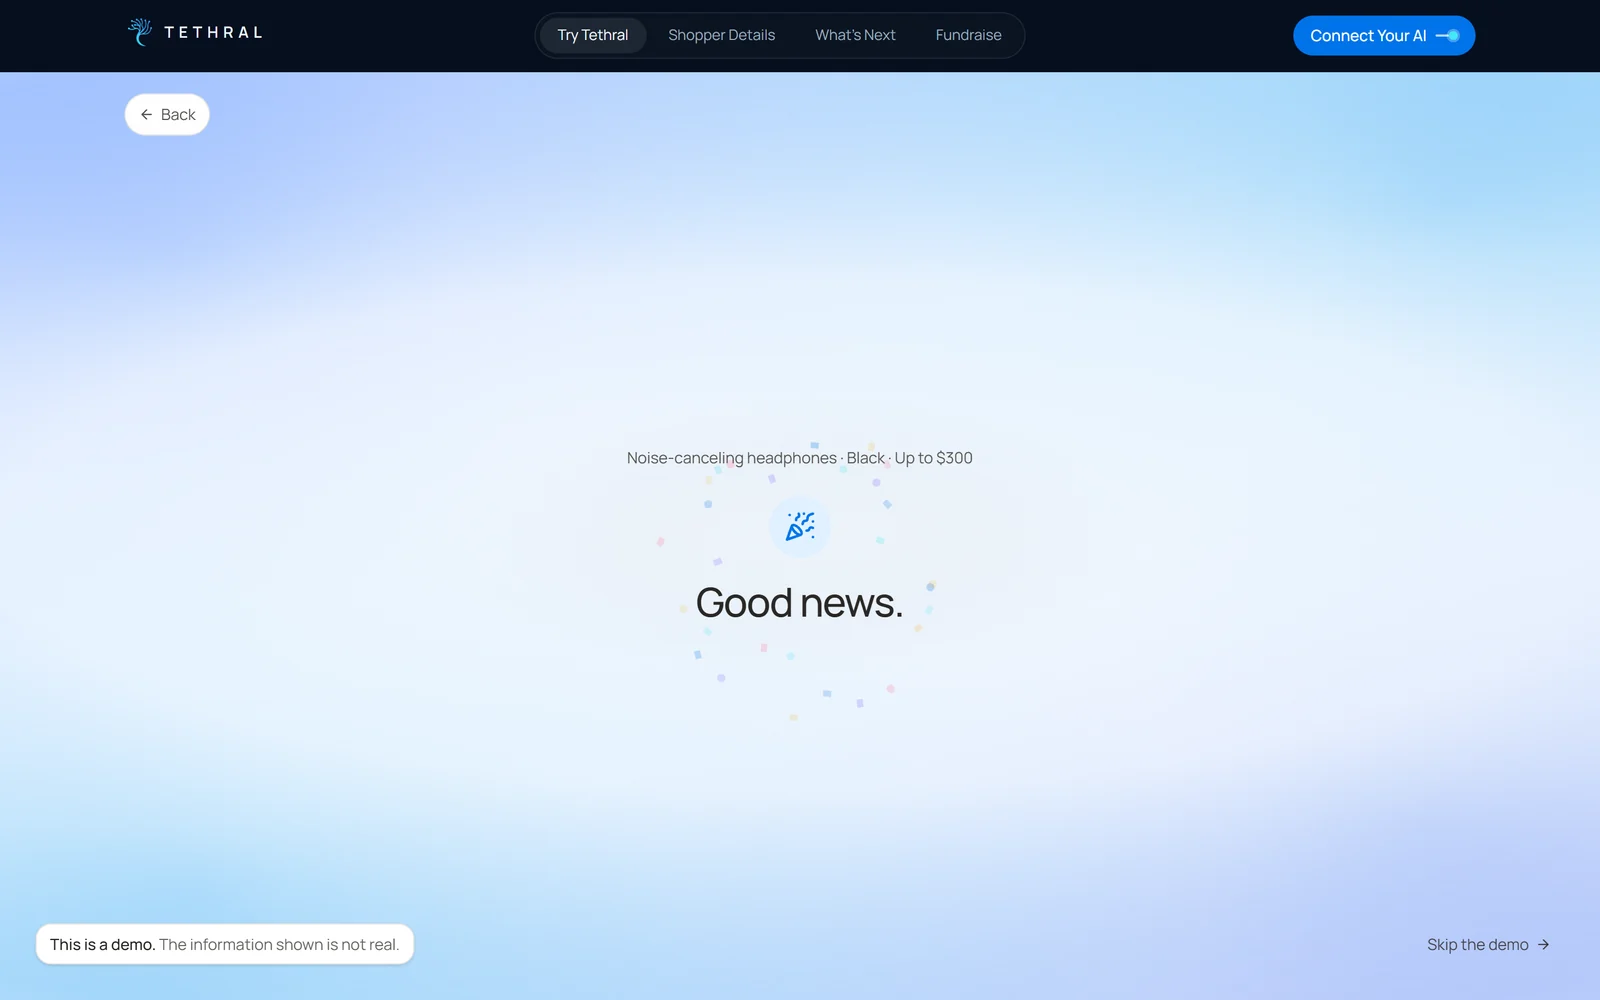 TETHRAL
Try Tethral
Shopper Details
What's Next
Fundraise
Connect Your AI
Back
Noise-canceling headphones · Black · Up to $300
Good news.
This is a demo. The information shown is not real.
Skip the demo